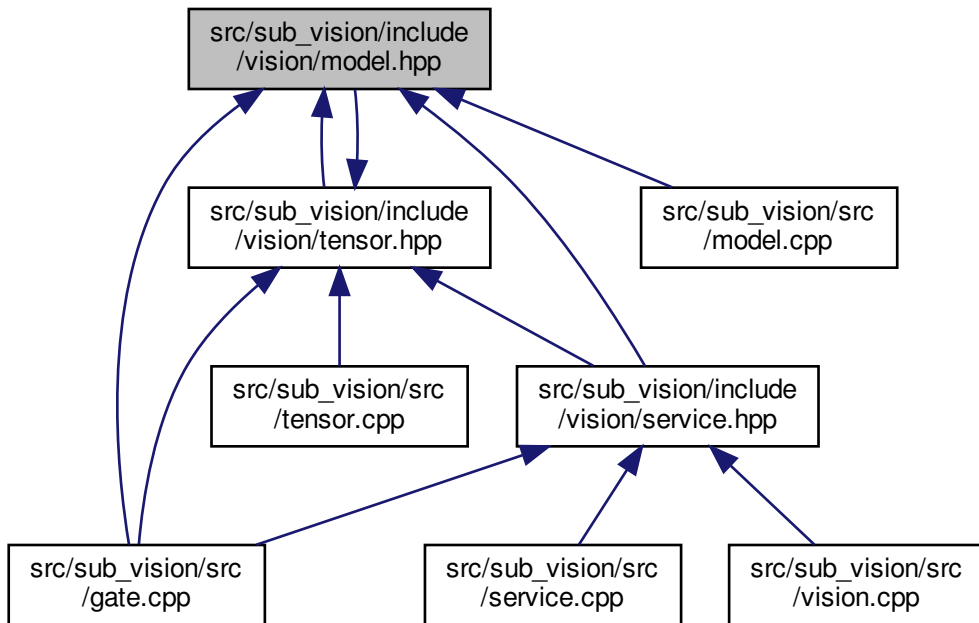 src/sub_vision/include
/vision/model.hpp
src/sub_vision/include
/vision/tensor.hpp
src/sub_vision/src
/model.cpp
src/sub_vision/src
/tensor.cpp
src/sub_vision/include
/vision/service.hpp
src/sub_vision/src
/gate.cpp
src/sub_vision/src
/service.cpp
src/sub_vision/src
/vision.cpp